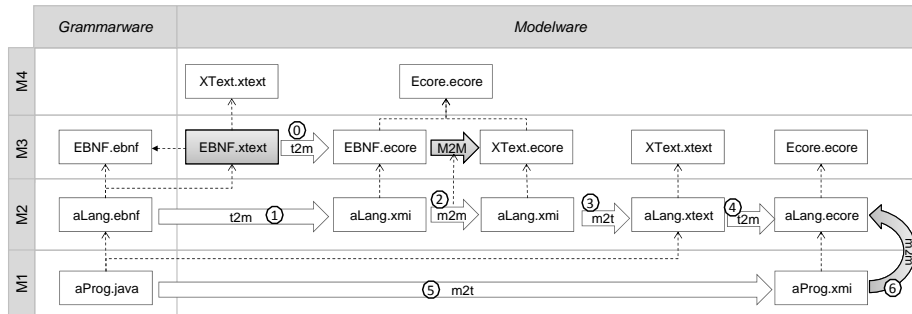 Grammarware
Modelware
M4
XText.xtext
Ecore.ecore
M3
EBNF.ebnf
EBNF.xtext
0
t2m
EBNF.ecore
M2M
XText.ecore
XText.xtext
Ecore.ecore
M2
aLang.ebnf
t2m
1
aLang.xmi
2
m2m
aLang.xmi
3
m2t
aLang.xtext
4
t2m
aLang.ecore
M1
aProg.java
5
m2t
aProg.xmi
6
m2m